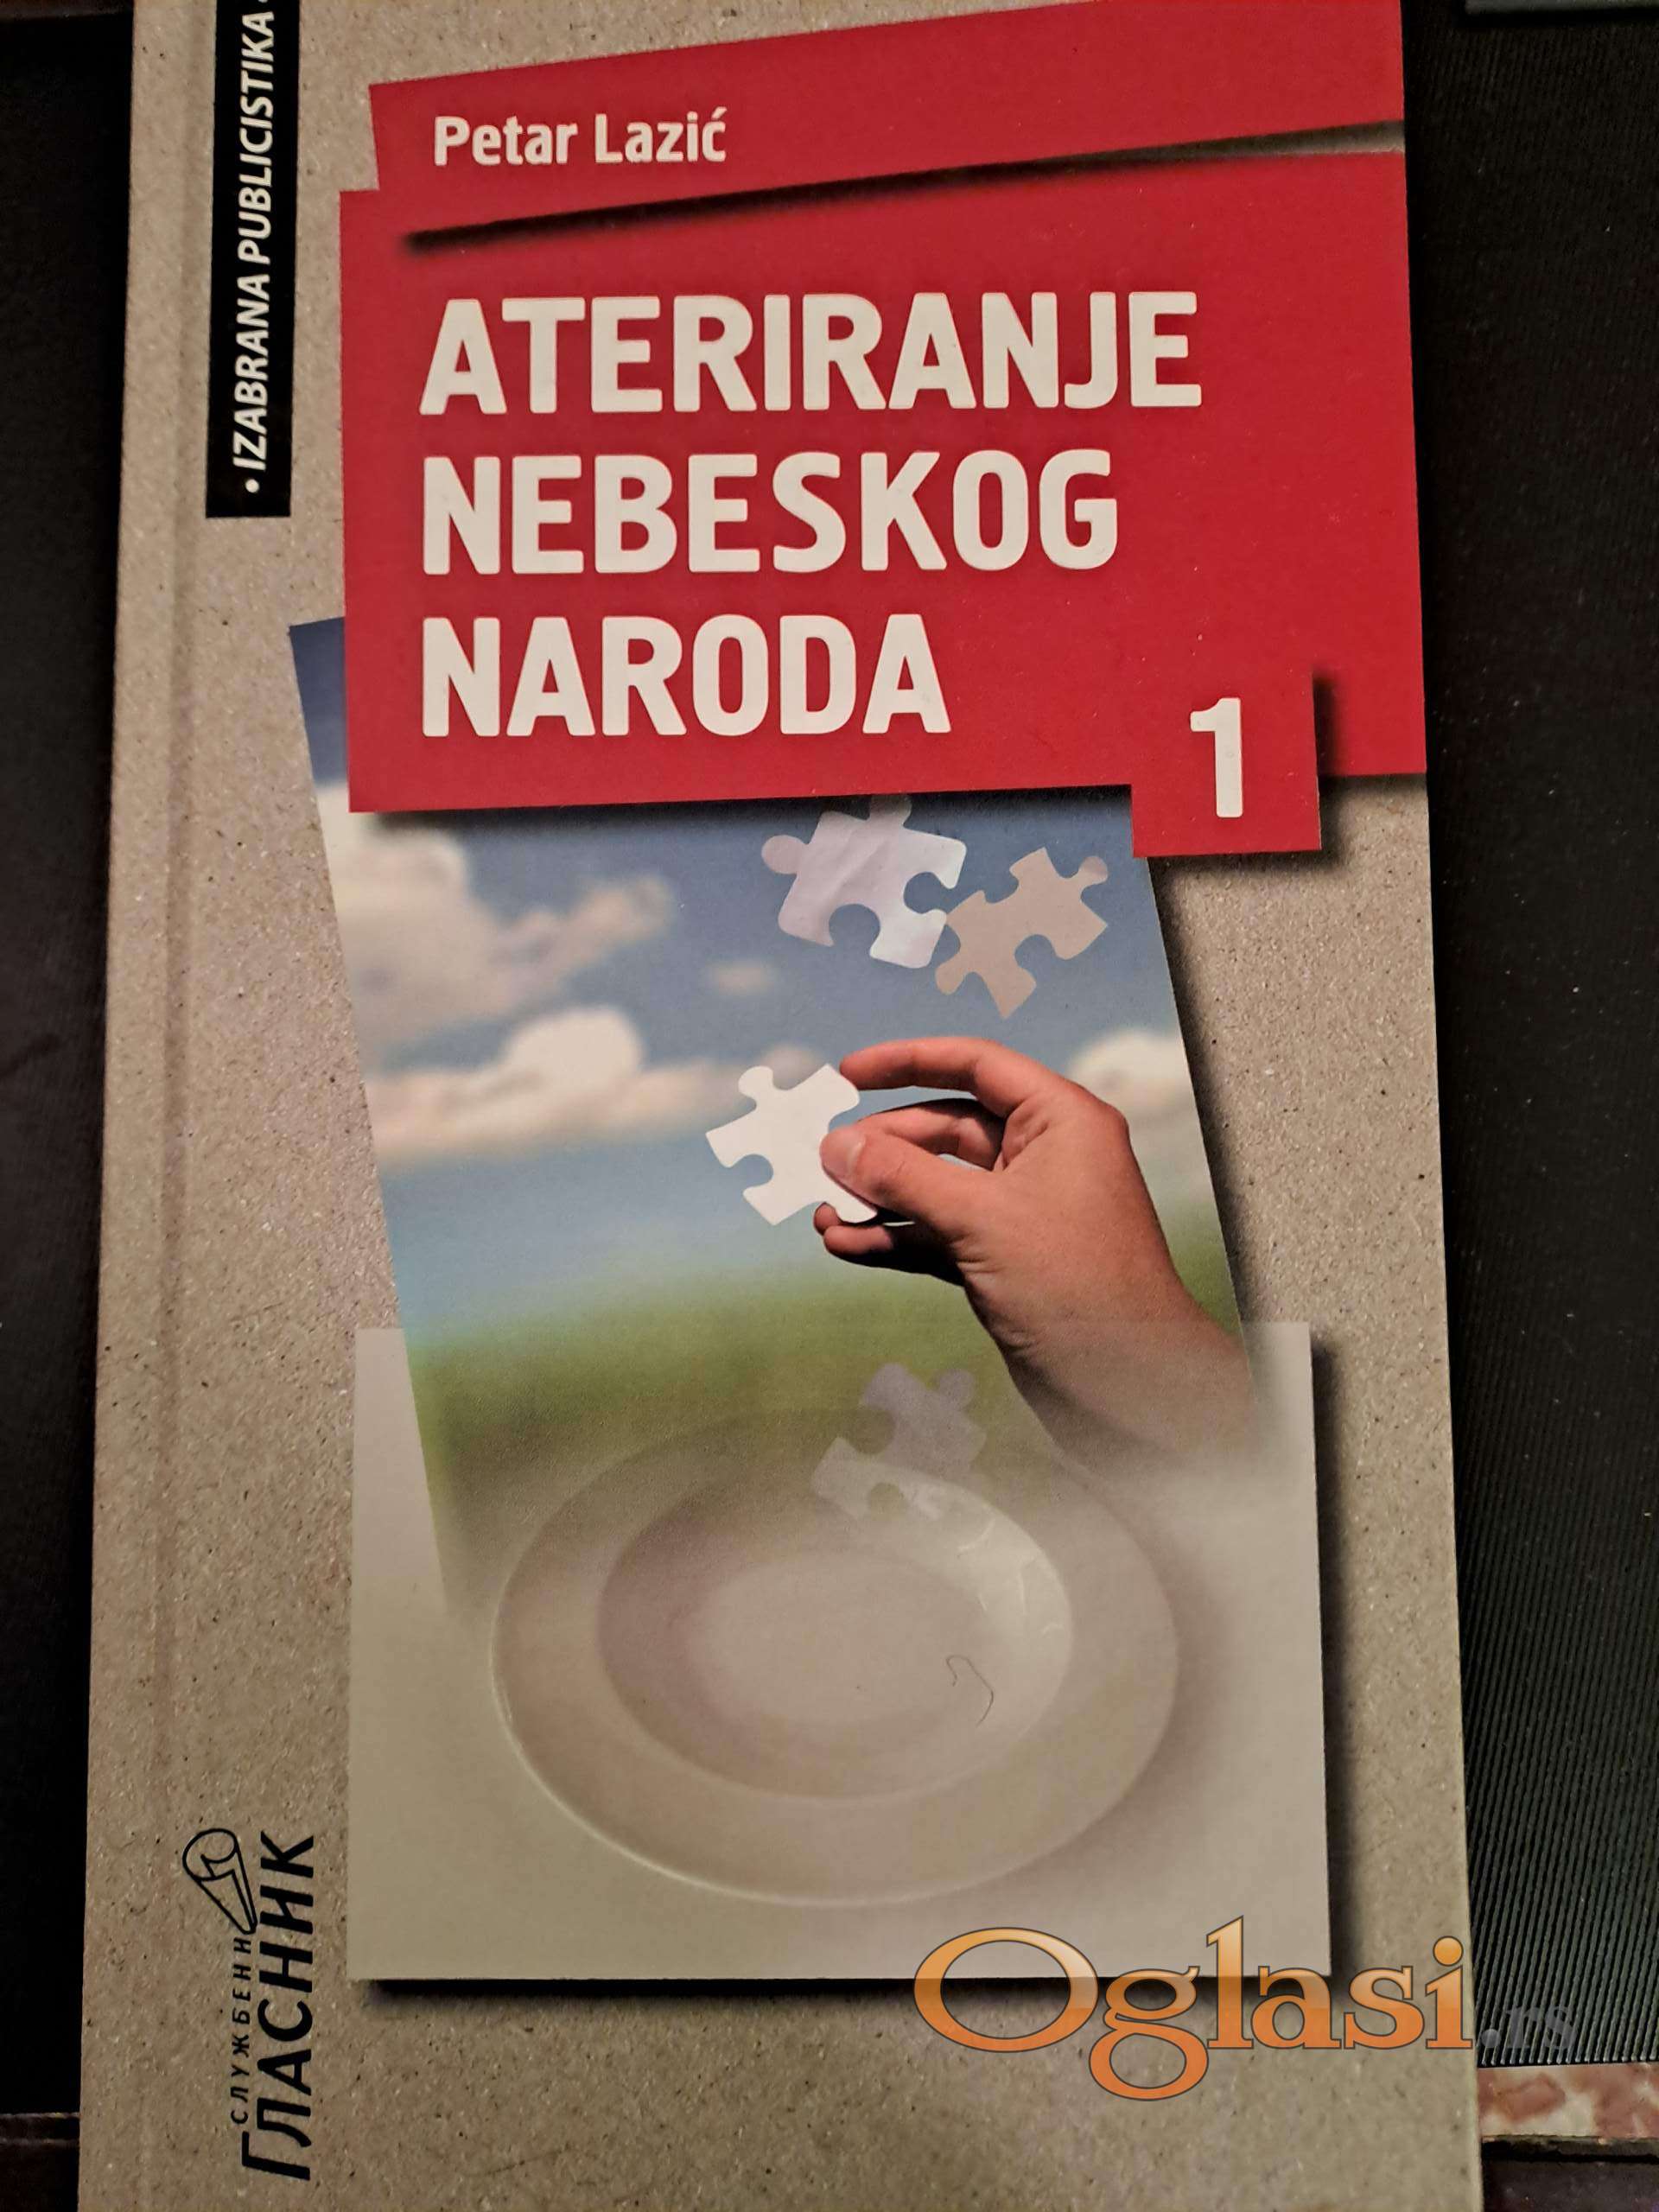 • IZABRANA PUBLICISTIKA •
Petar Lazić
ATERIRANJE
NEBESKOG
NARODA
1
СЛУЖБЕНИ
ГЛАСНИК
Oglasi.rs